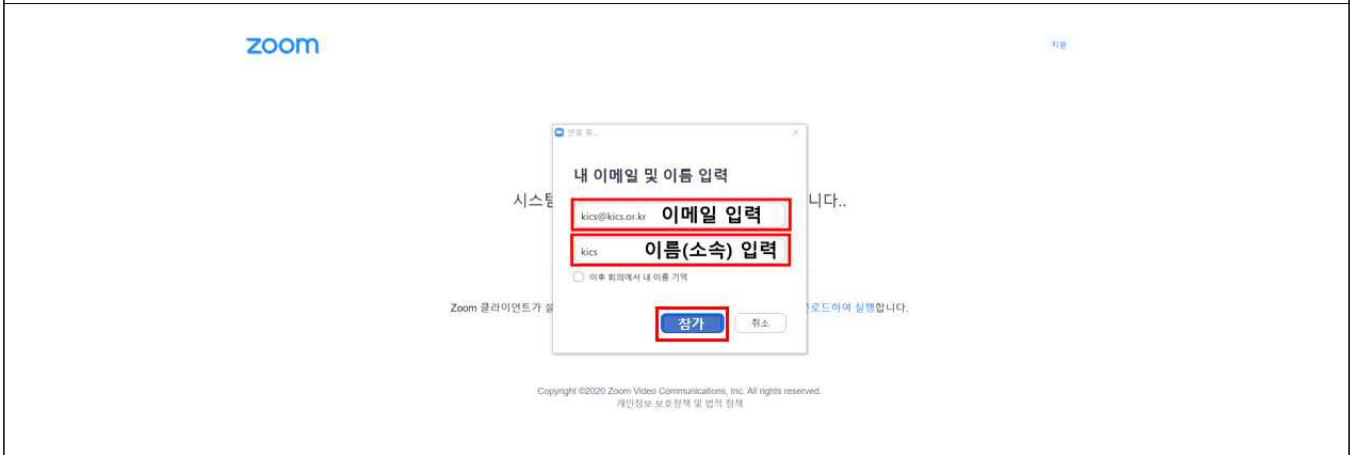 zoom
지원
연결 중..
내 이메일 및 이름 입력
시스템
니다..
kics@kics.or.kr 이메일 입력
kics 이름(소속) 입력
이후 회의에서 내 이름 기억
Zoom 클라이언트가 설
로드하여 실행합니다.
참가 취소
Copyright ©2020 Zoom Video Communications, Inc. All rights reserved.
개인정보 보호정책 및 법적 정책